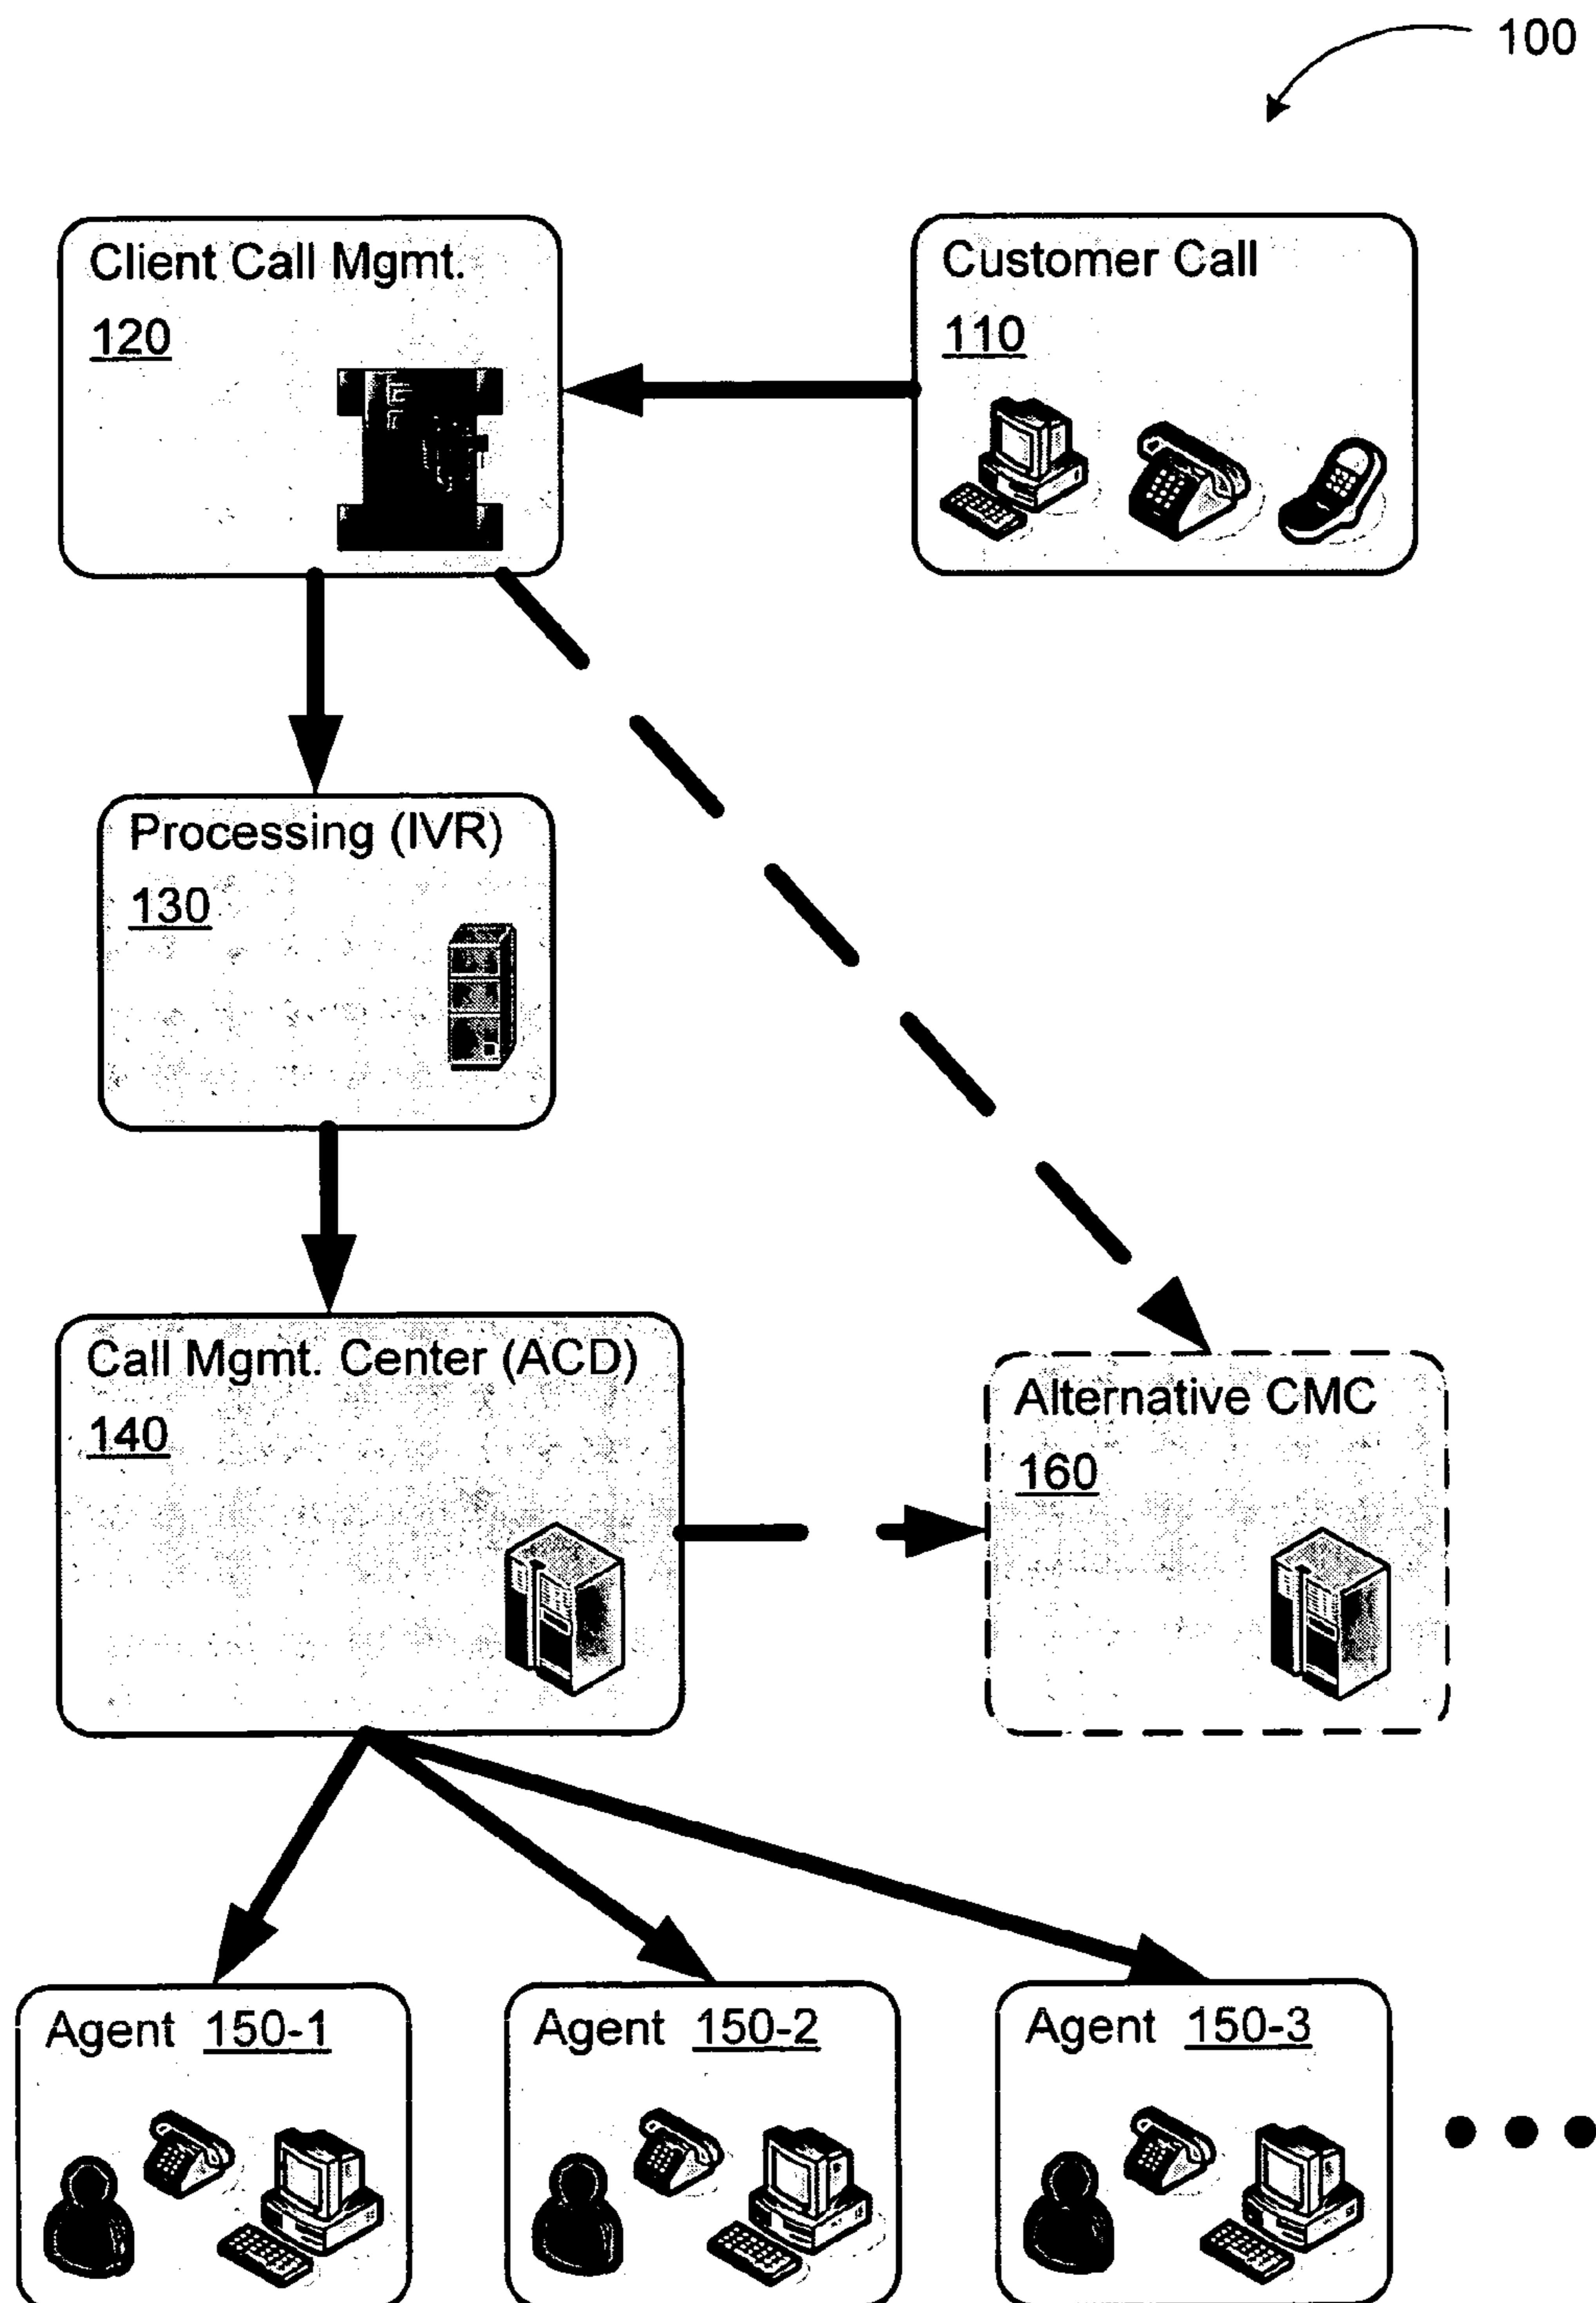 100
Client Call Mgmt.
120
Customer Call
110
Processing (IVR)
130
Call Mgmt. Center (ACD)
140
Alternative CMC
160
Agent 150-1
Agent 150-2
Agent 150-3